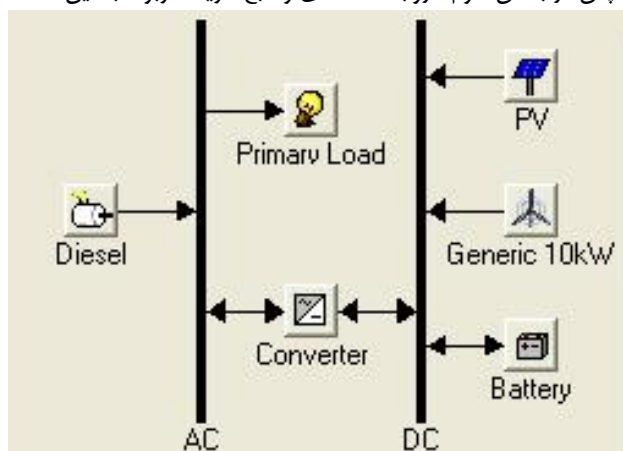 Primary Load
PV
Diesel
Generic 10kW
Converter
Battery
AC
DC